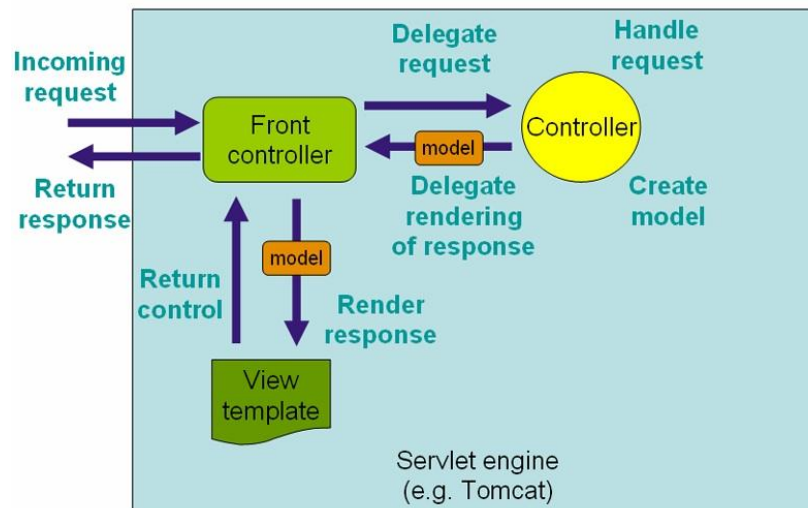 Incoming
request
Return
response
Front
controller
Delegate
request
model
Delegate
rendering
of response
Handle
request
Controller
Create
model
model
Return
control
Render
response
View
template
Servlet engine
(e.g. Tomcat)